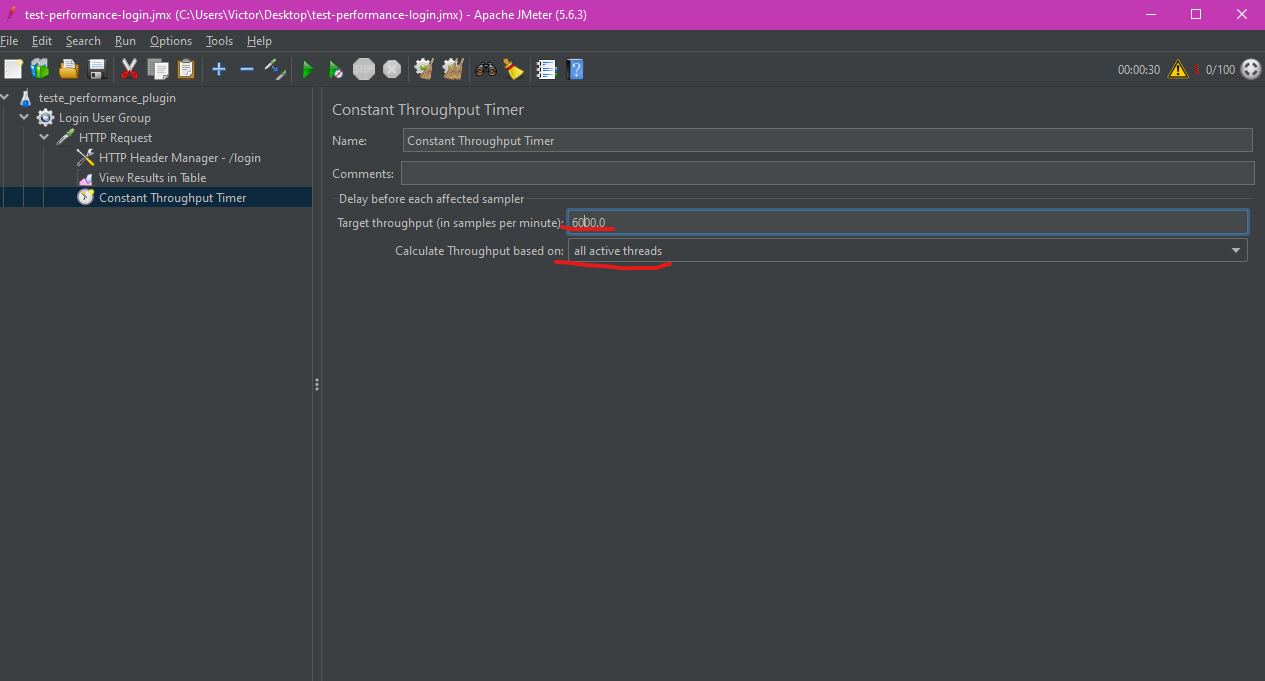 test-performance-login.jmx (C:\Users\Victor\Desktop\test-performance-login.jmx) - Apache JMeter (5.6.3)
File Edit Search Run Options Tools Help
00:00:30 3 0/100
teste_performance_plugin
Login User Group
HTTP Request
HTTP Header Manager - /login
View Results in Table
Constant Throughput Timer
Constant Throughput Timer
Name: Constant Throughput Timer
Comments:
Delay before each affected sampler
Target throughput (in samples per minute): 6000.0
Calculate Throughput based on: all active threads